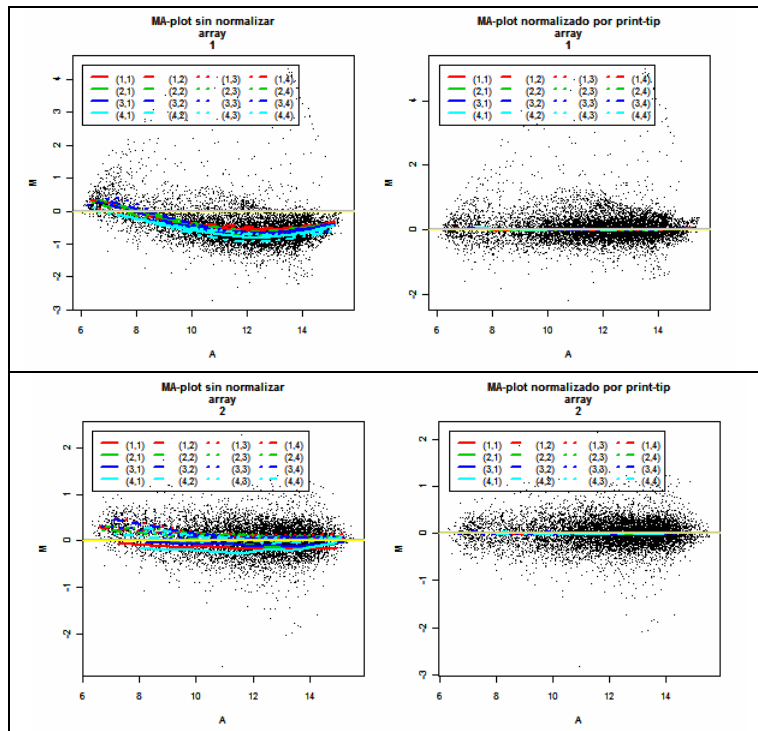 MA-plot sin normalizar
array
1
(1,1) (1,2) (1,3) (1,4)
(2,1) (2,2) (2,3) (2,4)
(3,1) (3,2) (3,3) (3,4)
(4,1) (4,2) (4,3) (4,4)
M
4
3
2
1
0
-1
-2
-3
6 8 10 12 14
A
MA-plot normalizado por print-tip
array
1
(1,1) (1,2) (1,3) (1,4)
(2,1) (2,2) (2,3) (2,4)
(3,1) (3,2) (3,3) (3,4)
(4,1) (4,2) (4,3) (4,4)
M
4
2
0
-2
6 8 10 12 14
A
MA-plot sin normalizar
array
2
(1,1) (1,2) (1,3) (1,4)
(2,1) (2,2) (2,3) (2,4)
(3,1) (3,2) (3,3) (3,4)
(4,1) (4,2) (4,3) (4,4)
M
2
1
0
-1
-2
6 8 10 12 14
A
MA-plot normalizado por print-tip
array
2
(1,1) (1,2) (1,3) (1,4)
(2,1) (2,2) (2,3) (2,4)
(3,1) (3,2) (3,3) (3,4)
(4,1) (4,2) (4,3) (4,4)
M
2
1
0
-1
-2
-3
6 8 10 12 14
A